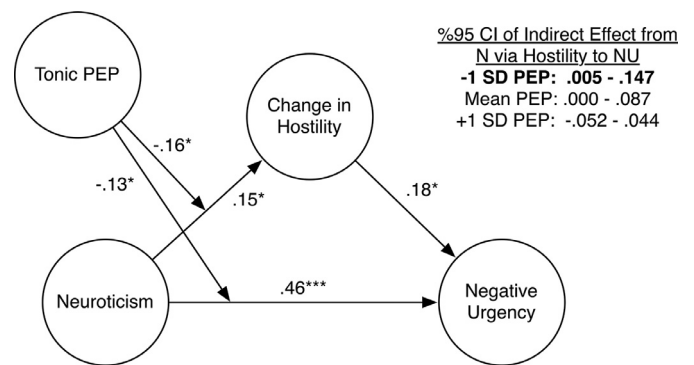 %95 CI of Indirect Effect from
N via Hostility to NU
-1 SD PEP: .005 - .147
Mean PEP: .000 - .087
+1 SD PEP: -.052 - .044
Tonic PEP
Change in
Hostility
-.16*
-.13*
.15*
.18*
Neuroticism
.46***
Negative
Urgency